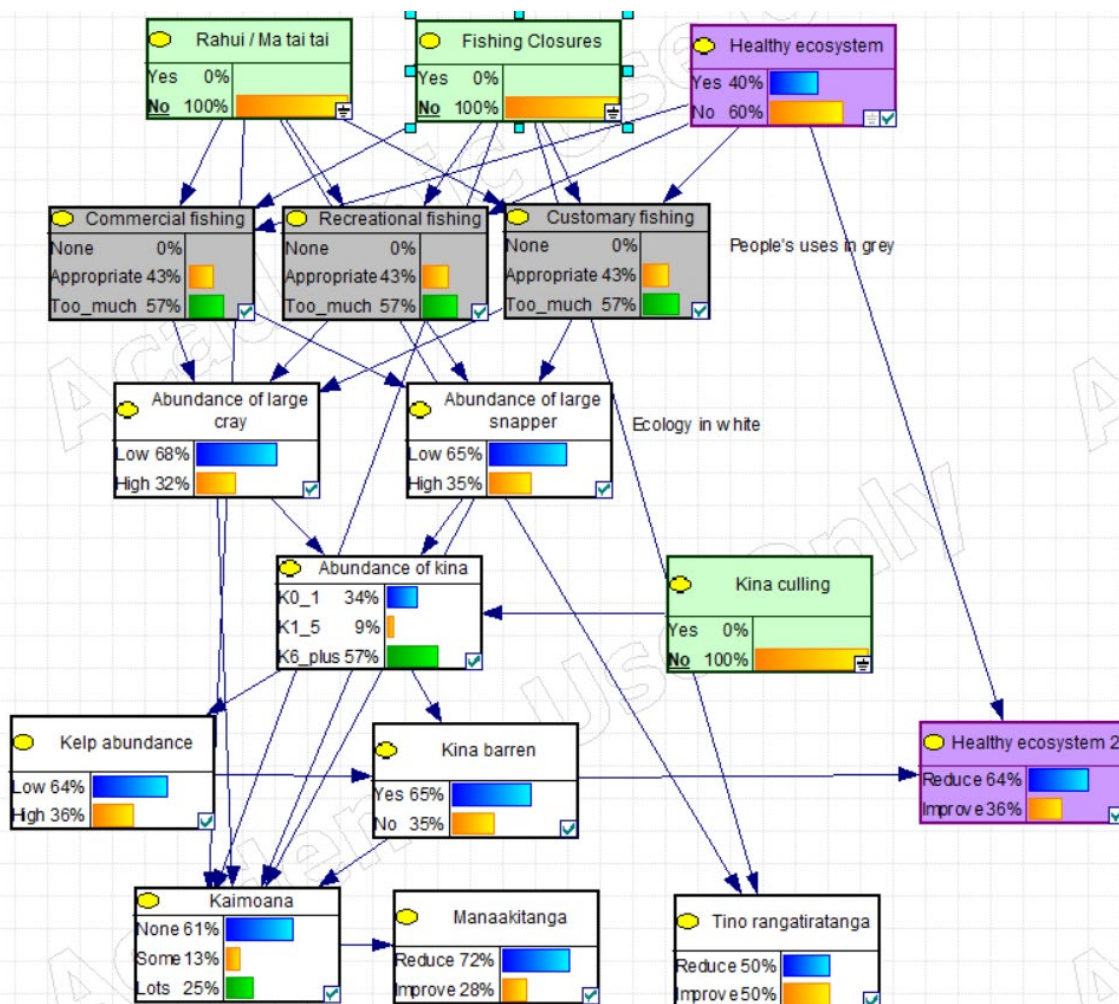 Rahui / Ma tai tai
Yes 0%
No 100%
Fishing Closures
Yes 0%
No 100%
Healthy ecosystem
Yes 40%
No 60%
Commercial fishing
None 0%
Appropriate 43%
Too_much 57%
Recreational fishing
None 0%
Appropriate 43%
Too_much 57%
Customary fishing
None 0%
Appropriate 43%
Too_much 57%
People's uses in grey
Abundance of large
cray
Low 68%
High 32%
Abundance of large
snapper
Low 65%
High 35%
Ecology in white
Abundance of kina
K0_1 34%
K1_5 9%
K6_plus 57%
Kina culling
Yes 0%
No 100%
Kelp abundance
Low 64%
High 36%
Kina barren
Yes 65%
No 35%
Healthy ecosystem 2
Reduce 64%
Improve 36%
Kaimoana
None 61%
Some 13%
Lots 25%
Manaakitanga
Reduce 72%
Improve 28%
Tino rangatiratanga
Reduce 50%
Improve 50%